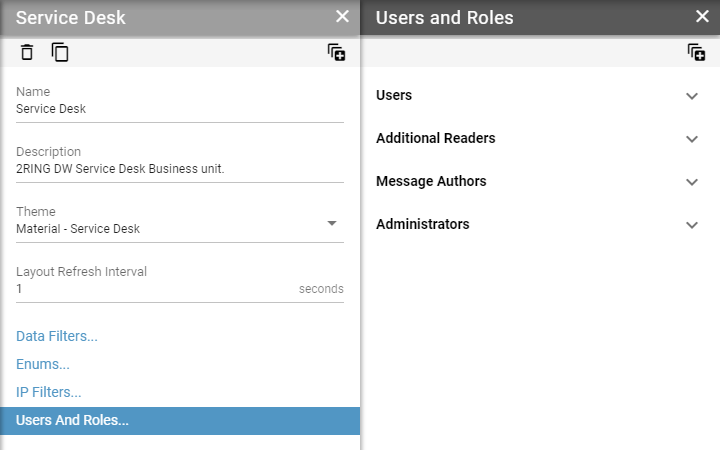 Service Desk
Name
Service Desk
Description
2RING DW Service Desk Business unit.
Theme
Material - Service Desk
Layout Refresh Interval
1 seconds
Data Filters...
Enums...
IP Filters...
Users And Roles...
Users and Roles
Users
Additional Readers
Message Authors
Administrators